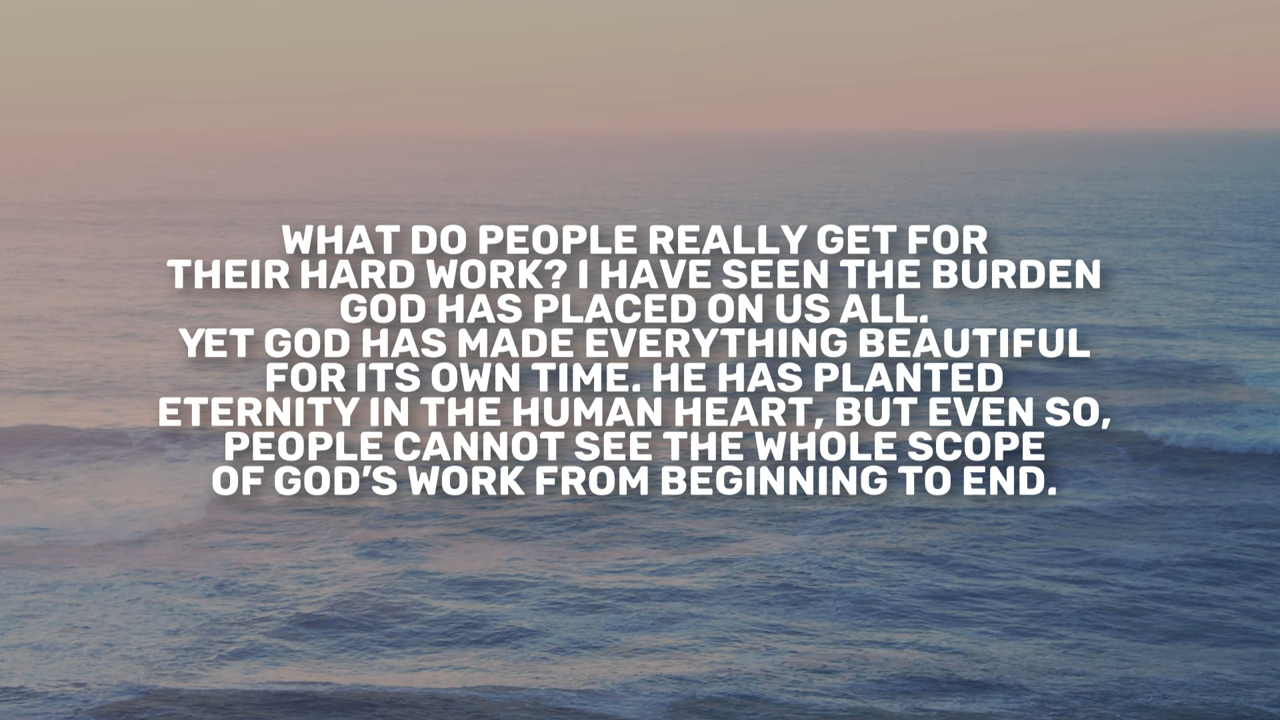 WHAT DO PEOPLE REALLY GET FOR
THEIR HARD WORK? I HAVE SEEN THE BURDEN
GOD HAS PLACED ON US ALL.
YET GOD HAS MADE EVERYTHING BEAUTIFUL
FOR ITS OWN TIME. HE HAS PLANTED
ETERNITY IN THE HUMAN HEART, BUT EVEN SO,
PEOPLE CANNOT SEE THE WHOLE SCOPE
OF GOD’S WORK FROM BEGINNING TO END.